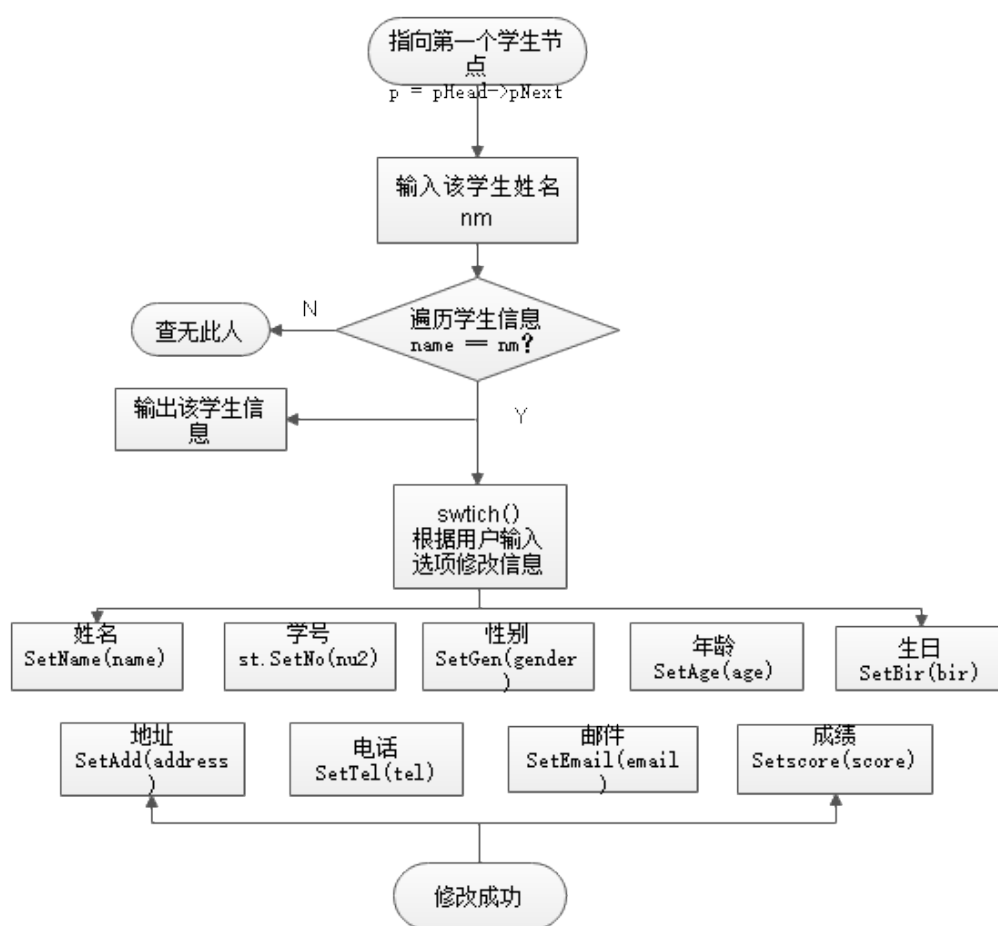 指向第一个学生节
点
p = pHead->pNext
输入该学生姓名
nm
N
遍历学生信息
name == nm?
查无此人
输出该学生信
息
Y
swtich()
根据用户输入
选项修改信息
姓名
SetName(name)
学号
st.SetNo(nu2)
性别
SetGen(gender
)
年龄
SetAge(age)
生日
SetBir(bir)
地址
SetAdd(address
)
电话
SetTel(tel)
邮件
SetEmail(email
)
成绩
Setscore(score)
修改成功